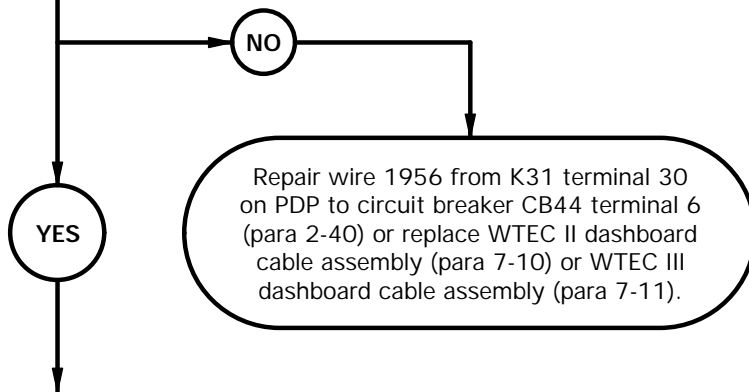 NO
YES
Repair wire 1956 from K31 terminal 30
on PDP to circuit breaker CB44 terminal 6
(para 2-40) or replace WTEC II dashboard
cable assembly (para 7-10) or WTEC III
dashboard cable assembly (para 7-11).